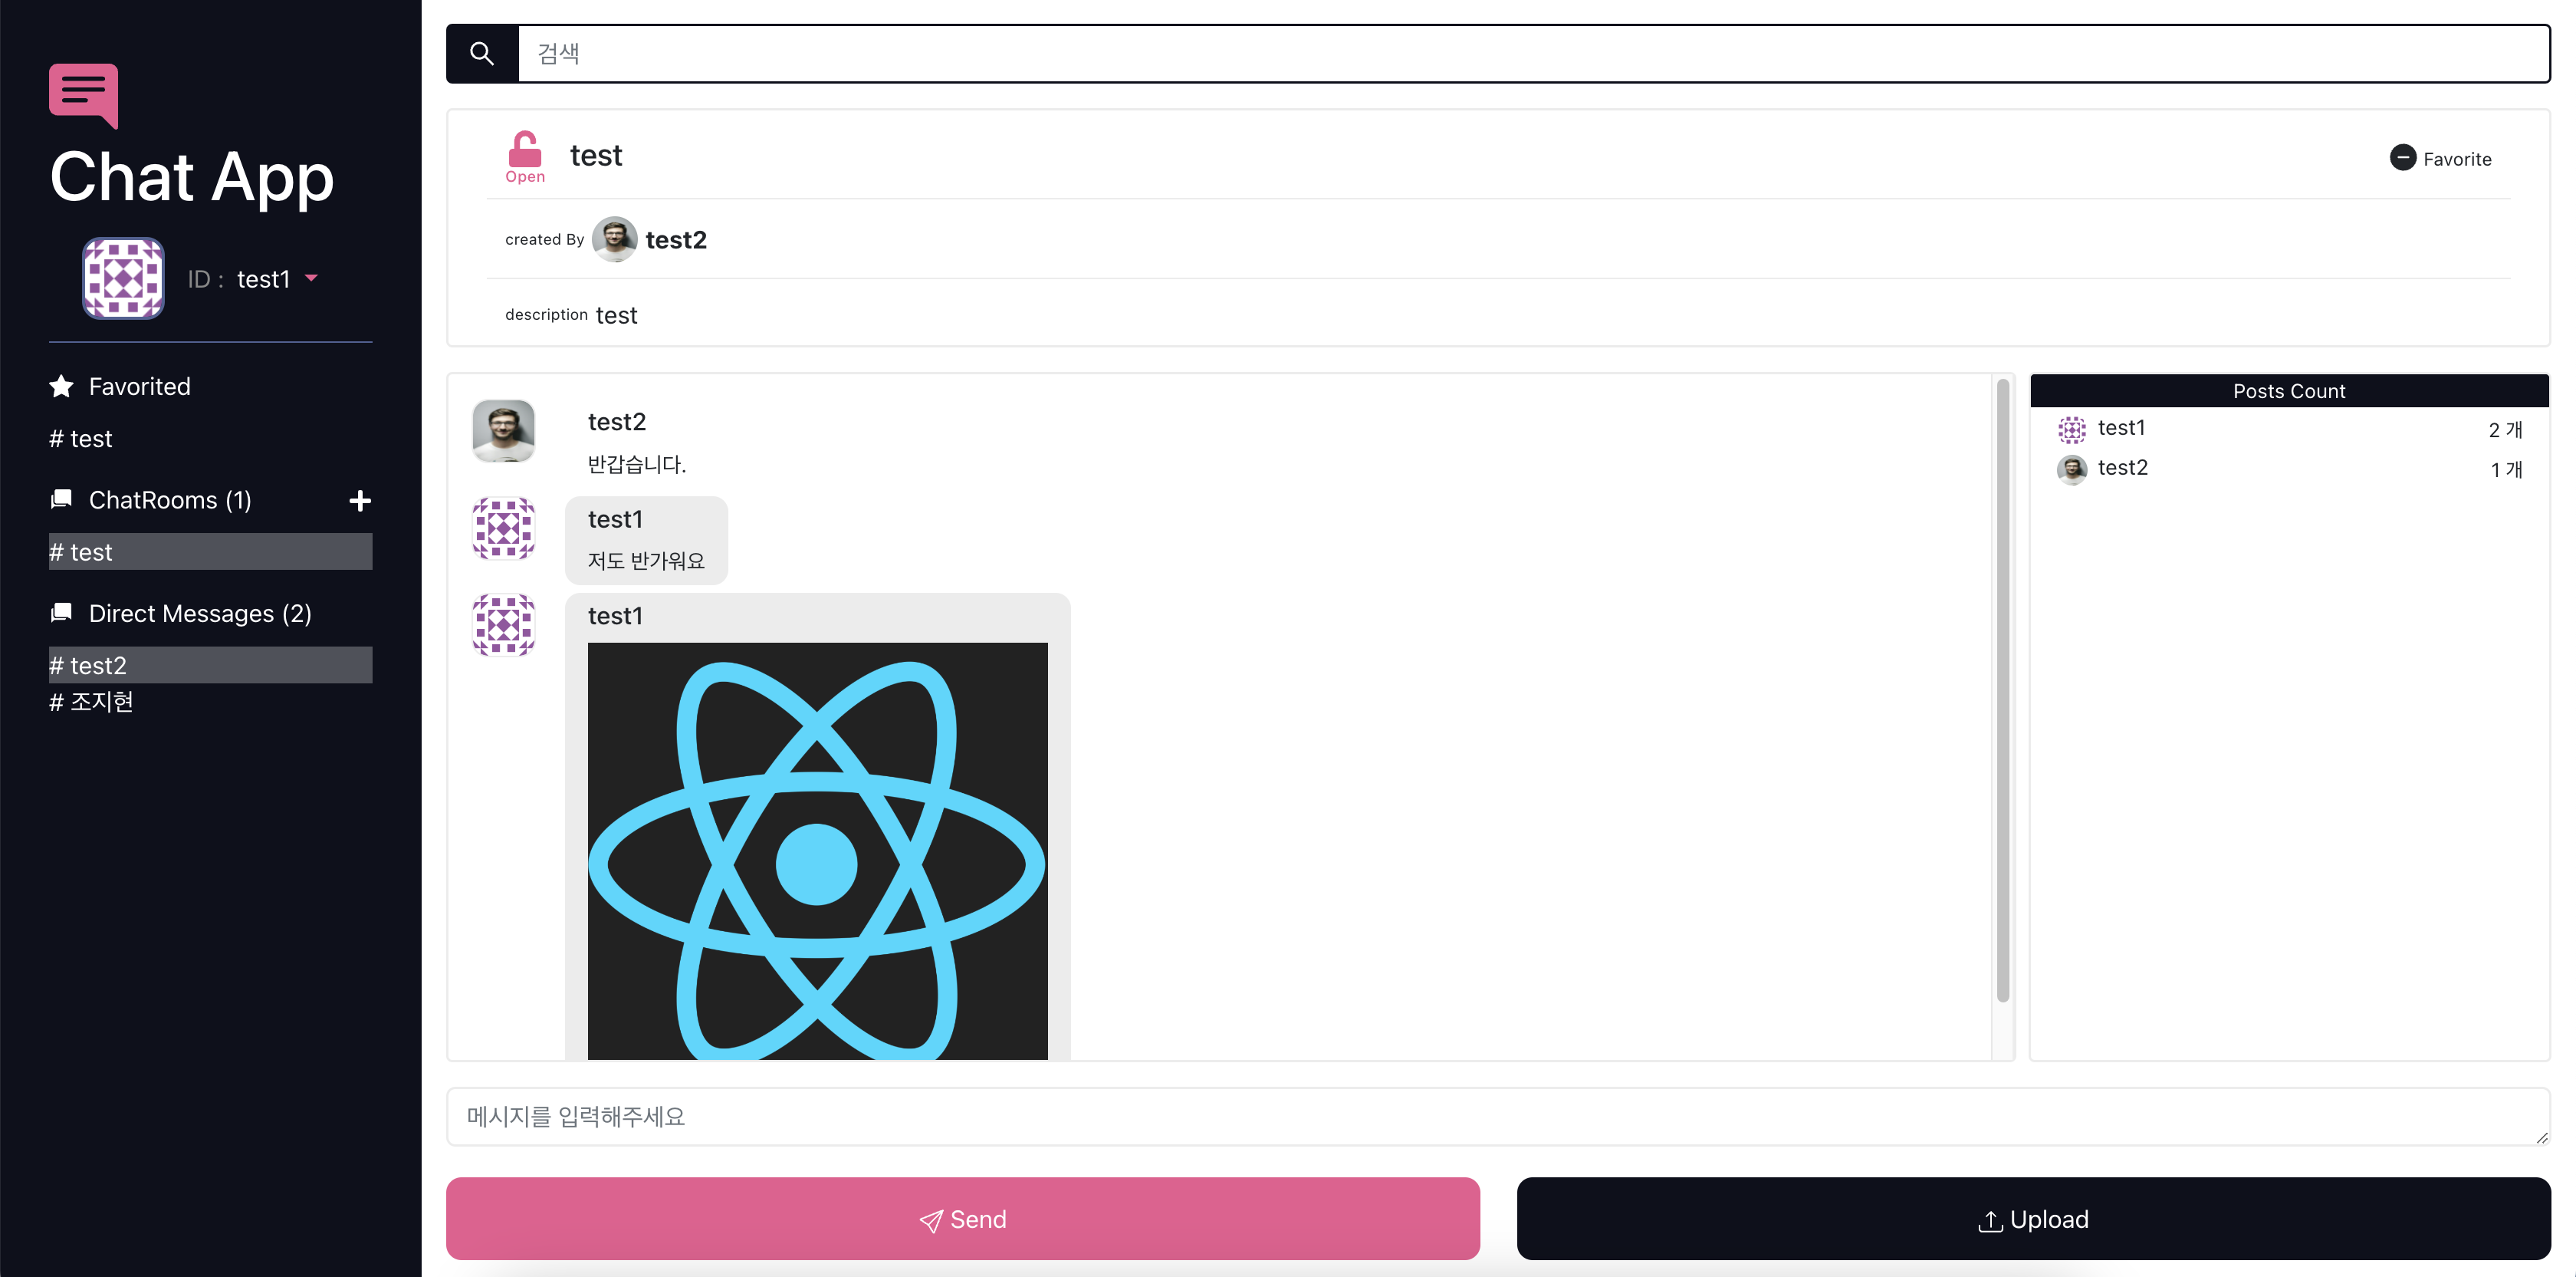 Chat App
ID : test1
Favorited
# test
ChatRooms (1)
# test
Direct Messages (2)
# test2
# 조지현
검색
Open
test
Favorite
created By test2
description test
test2
반갑습니다.
test1
저도 반가워요
test1
Posts Count
test1 2 개
test2 1 개
메시지를 입력해주세요
Send
Upload